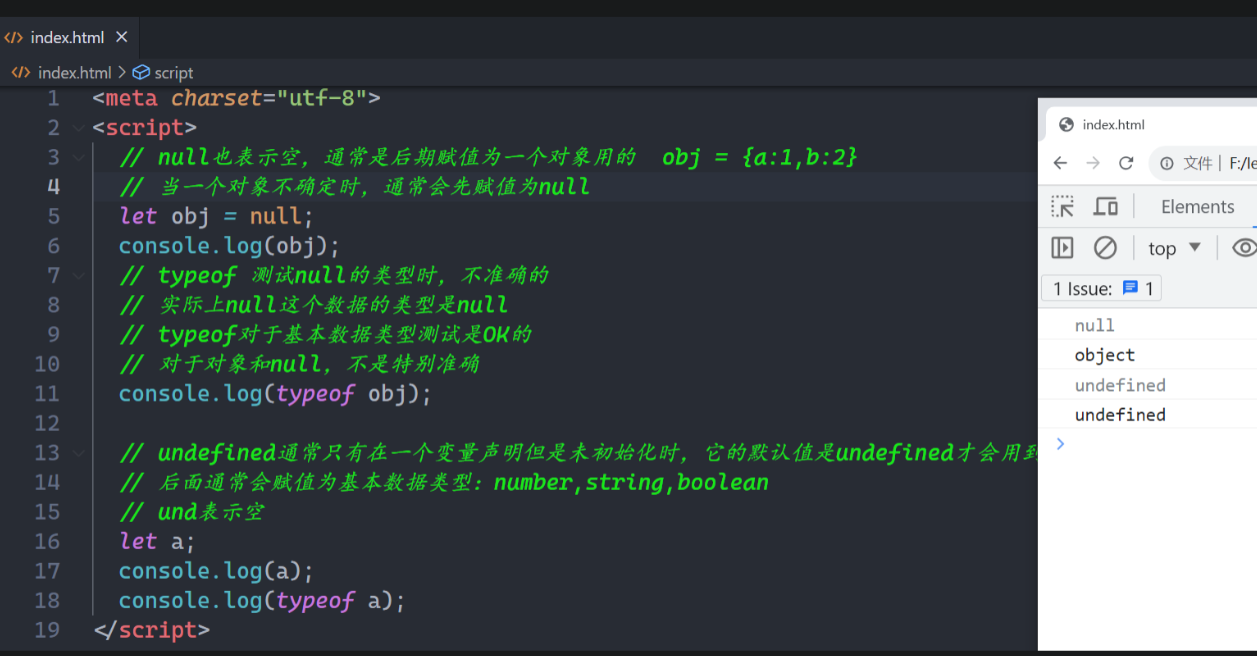 index.html
index.html > script
1 <meta charset="utf-8">
2 <script>
3 // null也表示空，通常是后期赋值为一个对象用的  obj = {a:1,b:2}
4 // 当一个对象不确定时，通常会先赋值为null
5 let obj = null;
6 console.log(obj);
7 // typeof 测试null的类型时，不准确的
8 // 实际上null这个数据的类型是null
9 // typeof对于基本数据类型测试是OK的
10 // 对于对象和null，不是特别准确
11 console.log(typeof obj);
12
13 // undefined通常只有在一个变量声明但是未初始化时，它的默认值是undefined才会用到
14 // 后面通常会赋值为基本数据类型：number,string,boolean
15 // und表示空
16 let a;
17 console.log(a);
18 console.log(typeof a);
19 </script>
index.html
文件 | F:/le
Elements
top
1 Issue: 1
null
object
undefined
undefined